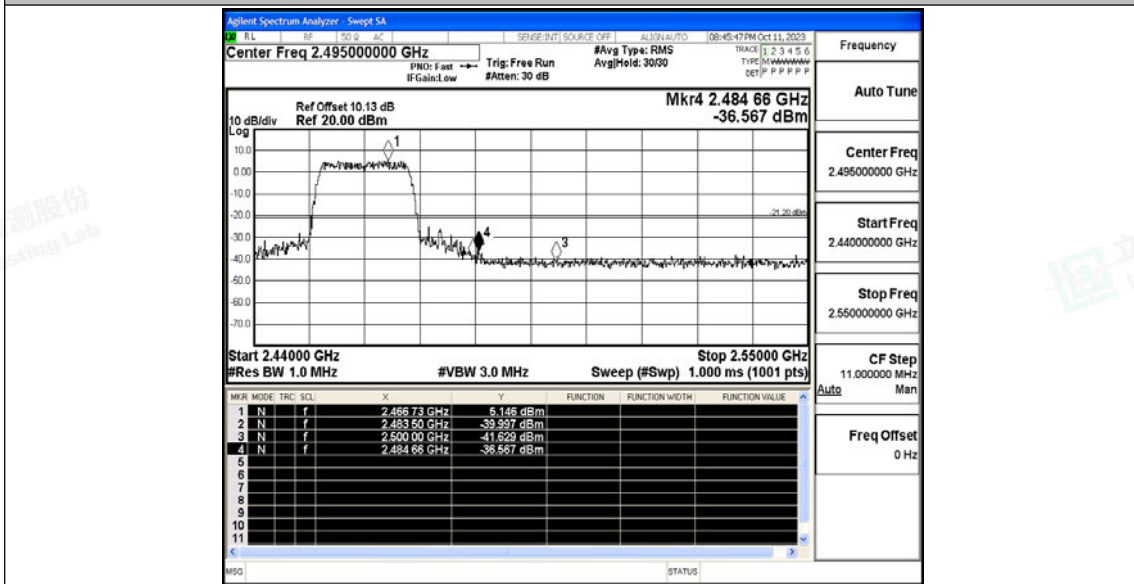 Agilent Spectrum Analyzer - Swept SA
RL RF 50 Ω AC SENSE:INT SOURCE OFF ALIGN AUTO 08:45:47 PM Oct 11, 2023
Center Freq 2.495000000 GHz
PNO: Fast
IFGain:Low
Trig: Free Run
#Atten: 30 dB
#Avg Type: RMS
Avg|Hold: 30/30
TRACE 1 2 3 4 5 6
TYPE M W W W W W
DET P P P P P P
Mkr4 2.484 66 GHz
-36.567 dBm
Ref Offset 10.13 dB
10 dB/div Ref 20.00 dBm
Log
10.0
0.00
-10.0
-20.0
-30.0
-40.0
-50.0
-60.0
-70.0
1
4
3
-21.20 dBm
Start 2.44000 GHz Stop 2.55000 GHz
#Res BW 1.0 MHz #VBW 3.0 MHz Sweep (#Swp) 1.000 ms (1001 pts)
MKR MODE TRC SCL X Y FUNCTION FUNCTION WIDTH FUNCTION VALUE
1 N f 2.466 73 GHz 5.146 dBm
2 N f 2.483 50 GHz -39.997 dBm
3 N f 2.500 00 GHz -41.629 dBm
4 N f 2.484 66 GHz -36.567 dBm
5
6
7
8
9
10
11
MSG STATUS
Frequency
Auto Tune
Center Freq
2.495000000 GHz
Start Freq
2.440000000 GHz
Stop Freq
2.550000000 GHz
CF Step
11.000000 MHz
Auto Man
Freq Offset
0 Hz
测股份
sting Lab
立